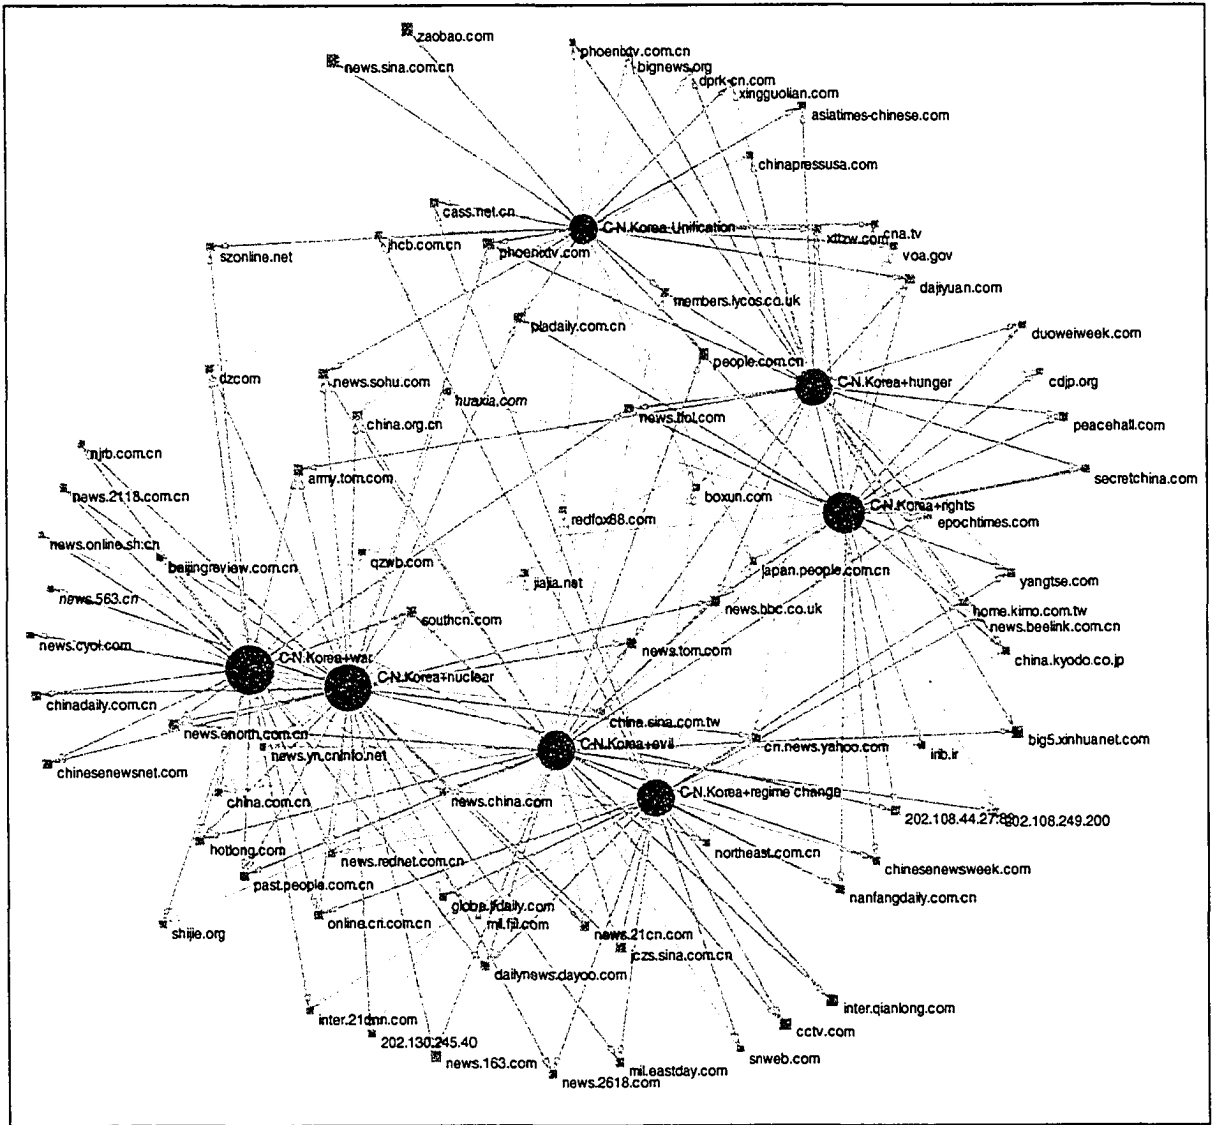 zaobao.com
phoenixtv.com.cn
news.sina.com.cn
bignews.org
dprk-cn.com
xingguolian.com
asiatimes-chinese.com
chinapressusa.com
cass.net.cn
C-N.Korea-Unification
cna.tv
jhcb.com.cn
xttzw.com
szonline.net
phoenixtv.com
voa.gov
dajiyuan.com
members.lycos.co.uk
pladaily.com.cn
duoweiweek.com
people.com.cn
dzcom
news.sohu.com
C-N.Korea+hunger
cdjp.org
huaxia.com
china.org.cn
peacehall.com
njrb.com.cn
army.tom.com
secretchina.com
news.2118.com.cn
boxun.com
C-N.Korea+rights
redfox88.com
epochtimes.com
news.online.sh.cn
qzwb.com
beijingreview.com.cn
japan.people.com.cn
jiajia.net
yangtse.com
news.563.cn
news.bbc.co.uk
home.kimo.com.tw
southcn.com
news.beelink.com.cn
news.cyol.com
news.tom.com
C-N.Korea+war
china.kyodo.co.jp
C-N.Korea+nuclear
chinadaily.com.cn
china.sina.com.tw
news.enorth.com.cn
C-N.Korea+evil
cn.news.yahoo.com
irib.ir
big5.xinhuanet.com
news.yn.cninfo.net
chinesenewsnet.com
C-N.Korea+regime change
china.com.cn
news.china.com
202.108.249.200
hotlong.com
northeast.com.cn
news.rednet.com.cn
chinesenewsweek.com
past.people.com.cn
nanfangdaily.com.cn
online.cri.com.cn
shijie.org
news.21cn.com
jczs.sina.com.cn
dailynews.dayoo.com
inter.qianlong.com
cctv.com
202.130.245.40
snweb.com
news.163.com
mil.eastday.com
news.2618.com